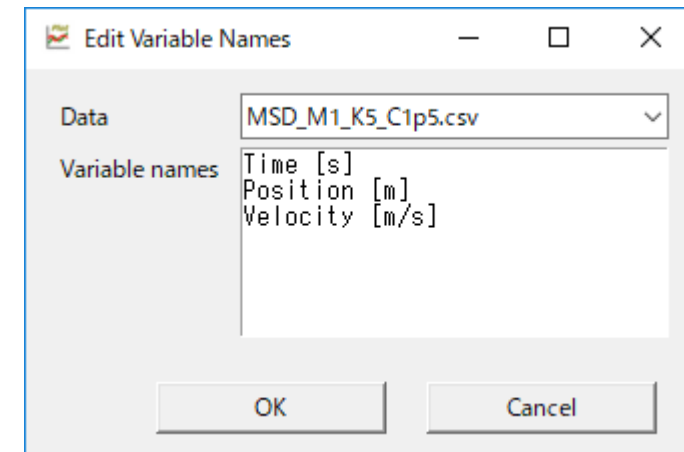 Edit Variable Names
Data
MSD_M1_K5_C1p5.csv
Variable names
Time [s]
Position [m]
Velocity [m/s]
OK
Cancel